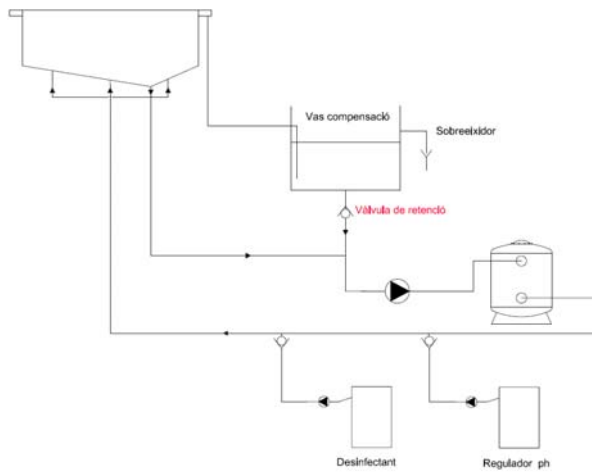 Vas compensació
Sobreeixidor
Vàlvula de retenció
Desinfectant
Regulador ph